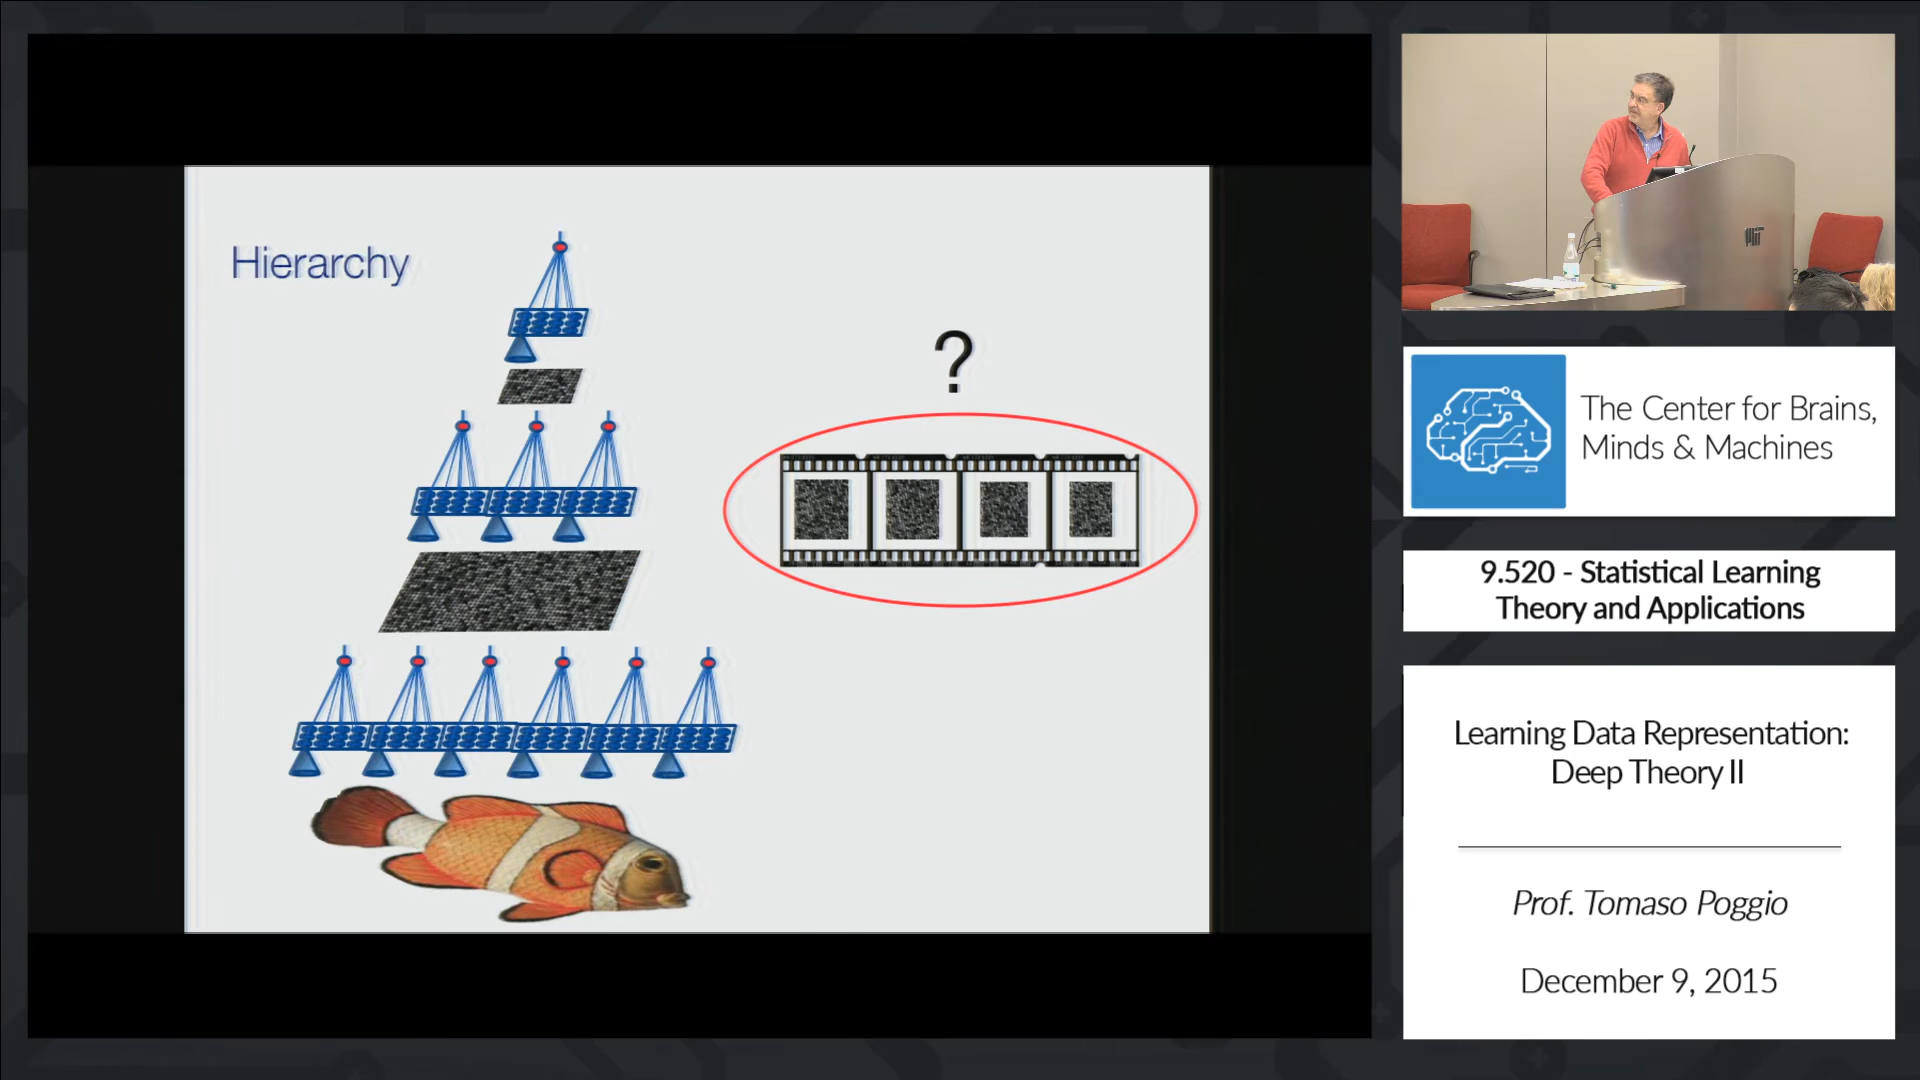 Hierarchy
?
MIT
The Center for Brains,
Minds & Machines
9.520 - Statistical Learning
Theory and Applications
Learning Data Representation:
Deep Theory II
Prof. Tomaso Poggio
December 9, 2015